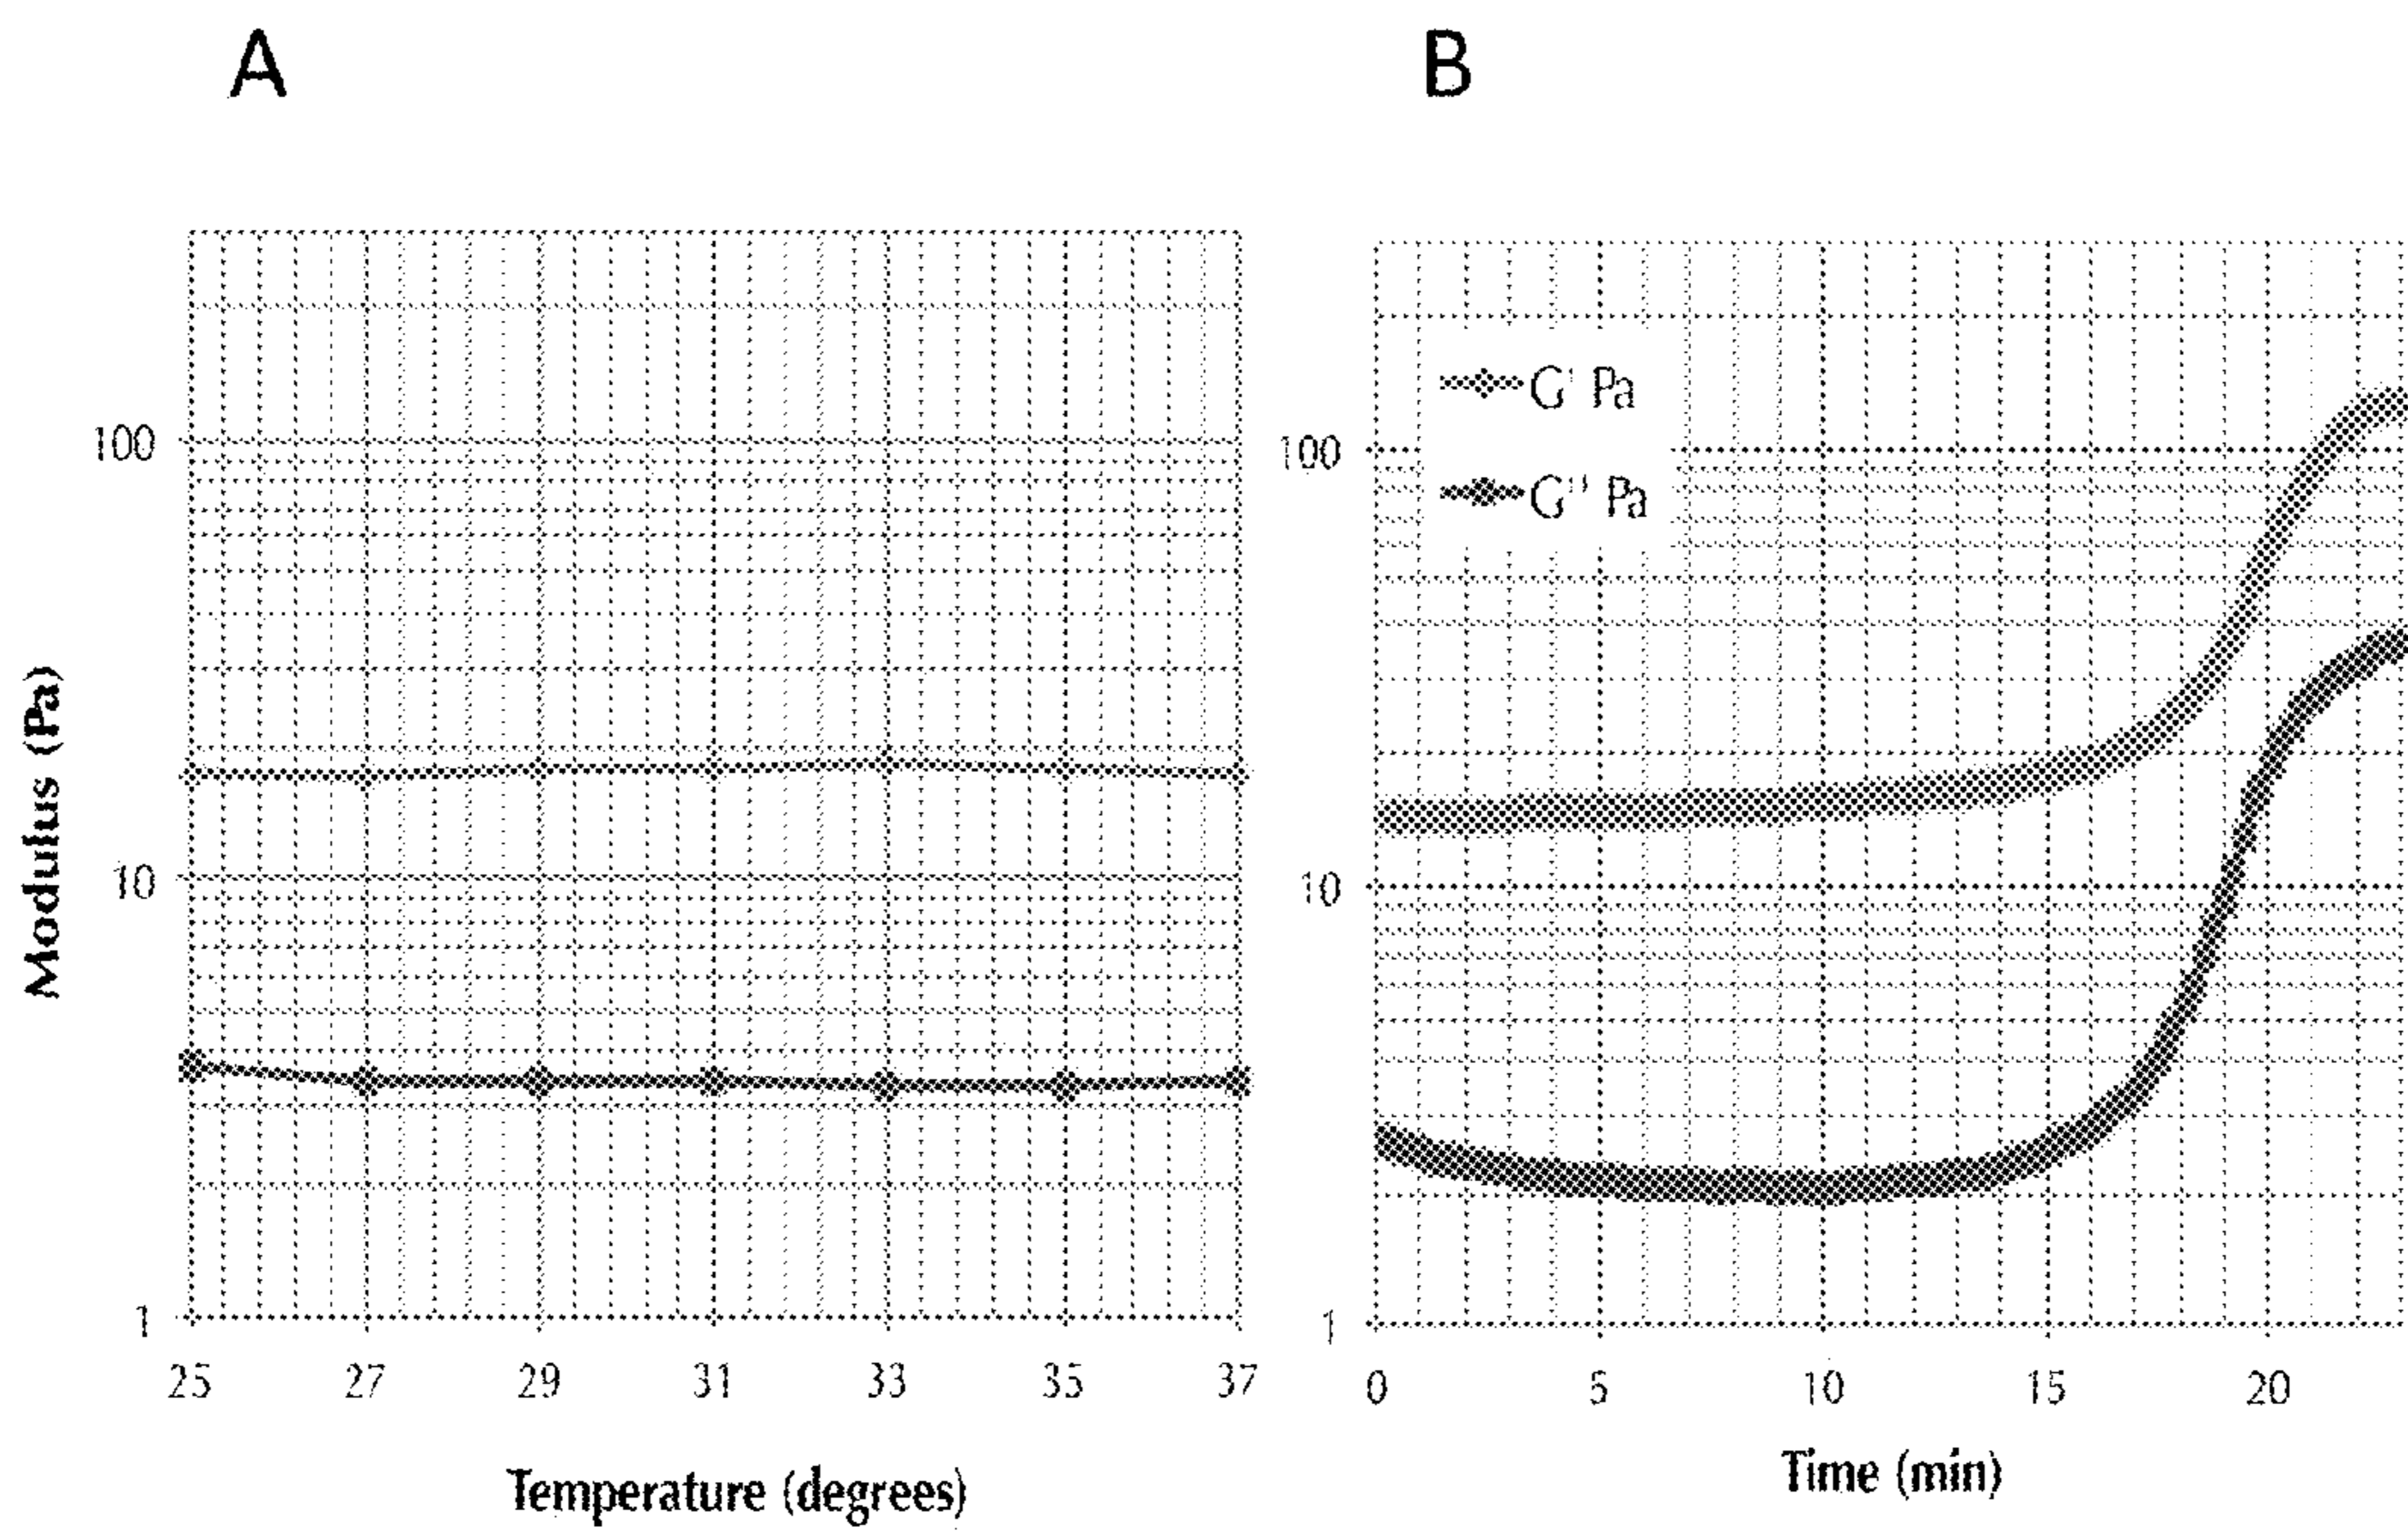 A
B
Modulus (Pa)
100
10
1
25 27 29 31 33 35 37
Temperature (degrees)
G' Pa
G" Pa
100
10
1
0 5 10 15 20
Time (min)